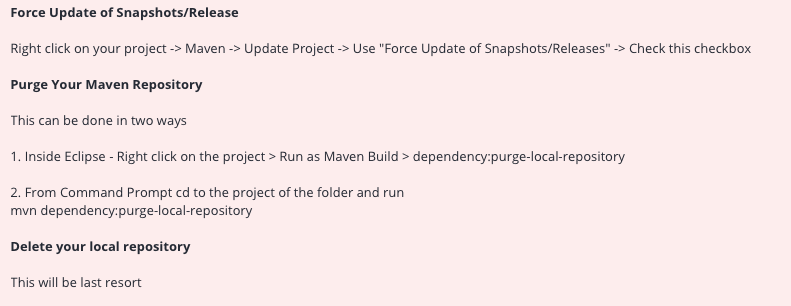 Force Update of Snapshots/Release
Right click on your project -> Maven -> Update Project -> Use "Force Update of Snapshots/Releases" -> Check this checkbox
Purge Your Maven Repository
This can be done in two ways
1. Inside Eclipse - Right click on the project > Run as Maven Build > dependency:purge-local-repository
2. From Command Prompt cd to the project of the folder and run
mvn dependency:purge-local-repository
Delete your local repository
This will be last resort